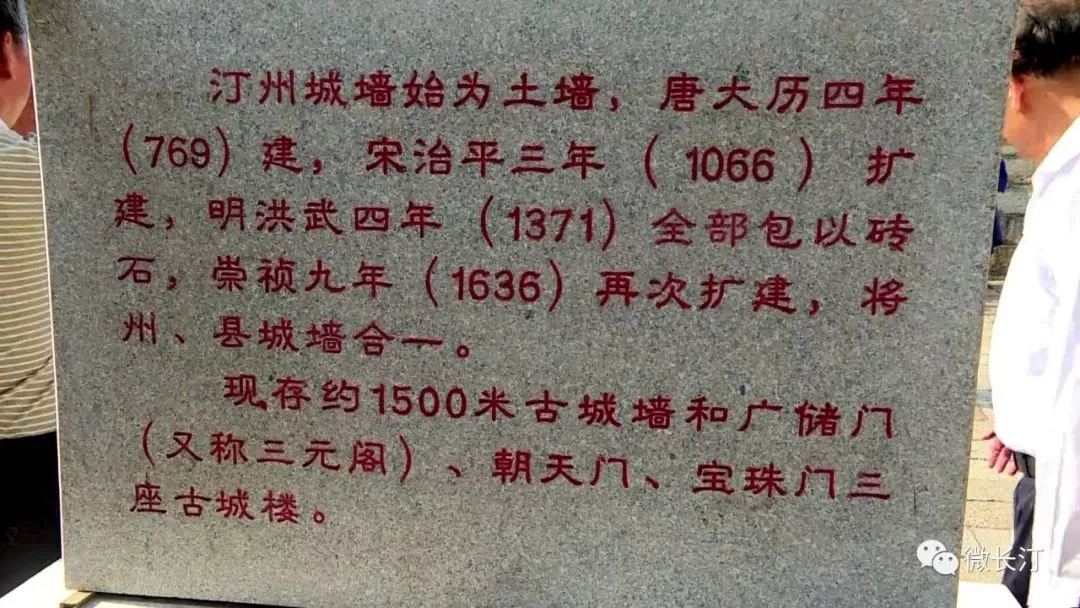 汀州城墙始为土墙，唐大历四年
（769）建，宋治平三年（1066）扩
建，明洪武四年（1371）全部包以砖
石，崇祯九年（1636）再次扩建，将
州、县城墙合一。
现存约1500米古城墙和广储门
（又称三元阁）、朝天门、宝珠门三
座古城楼。
微长汀